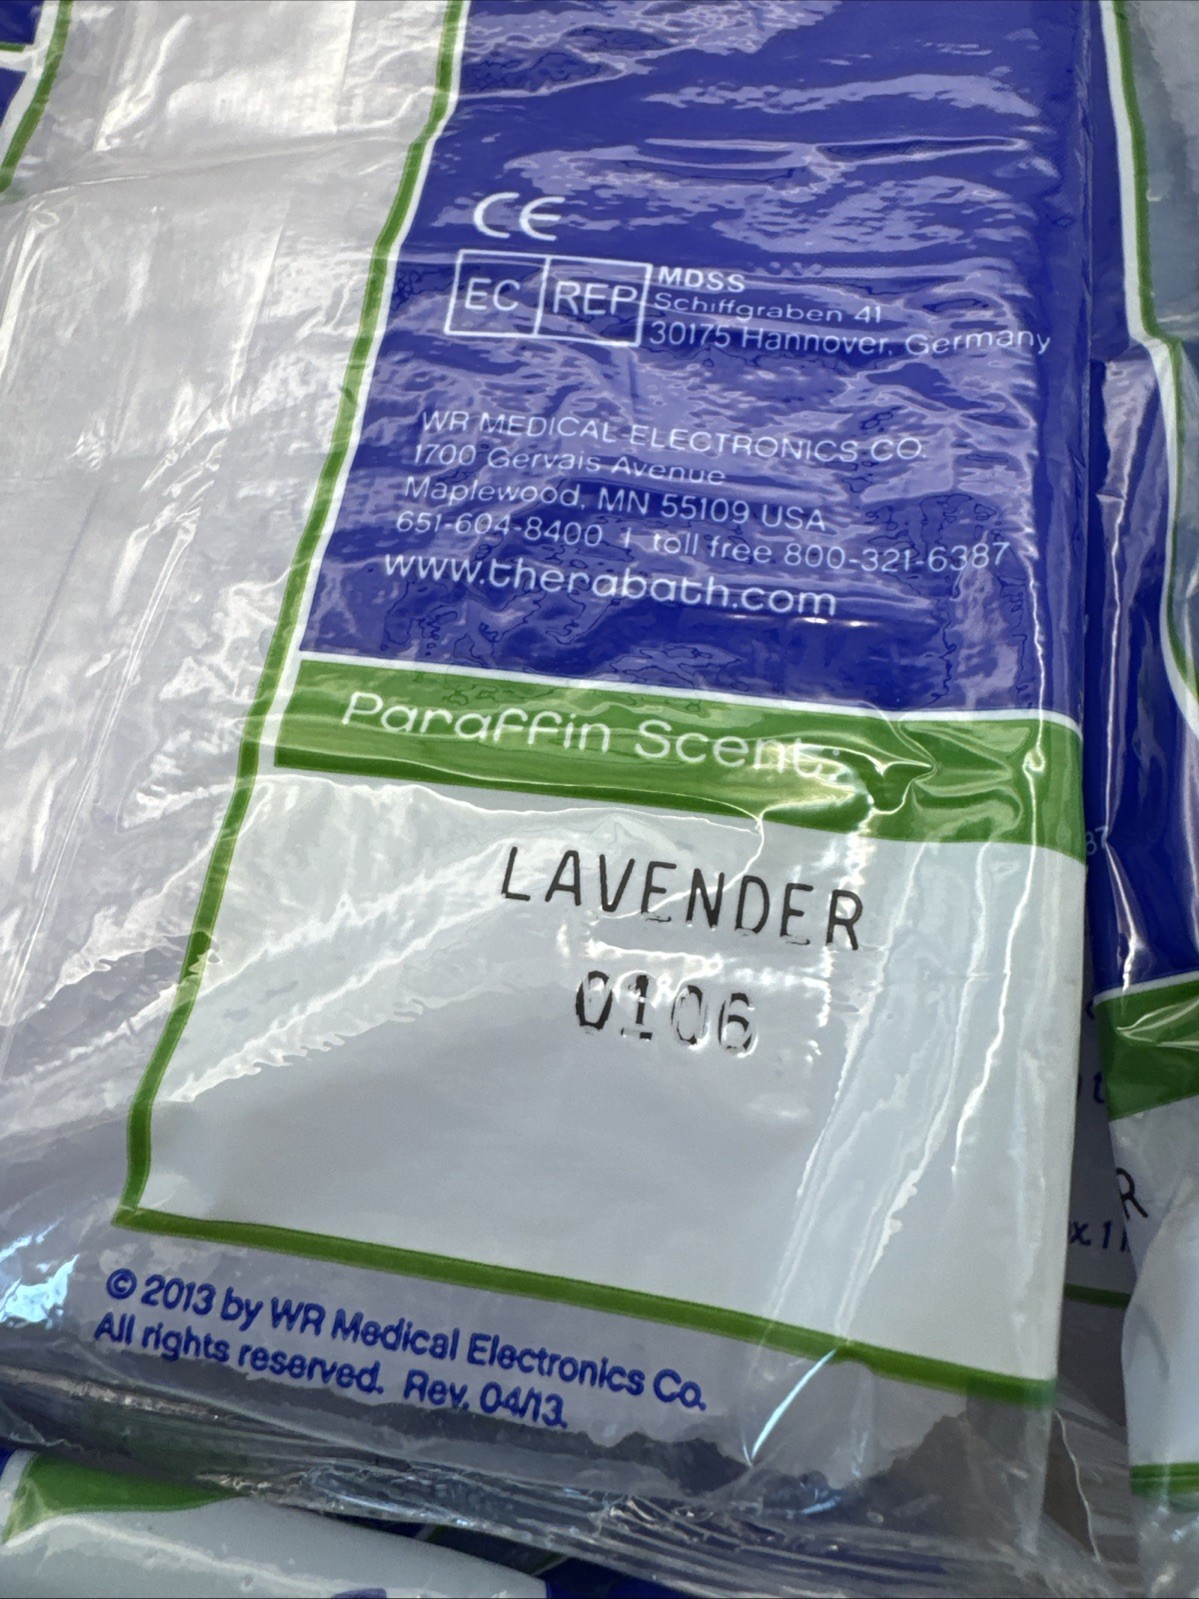 CE
EC REP
MDSS
Schiffgraben 41
30175 Hannover, Germany
WR MEDICAL ELECTRONICS CO.
1700 Gervais Avenue
Maplewood, MN 55109 USA
651-604-8400 | toll free 800-321-6387
www.therabath.com
Paraffin Scent:
LAVENDER
0106
© 2013 by WR Medical Electronics Co.
All rights reserved. Rev. 04/13.
87
R